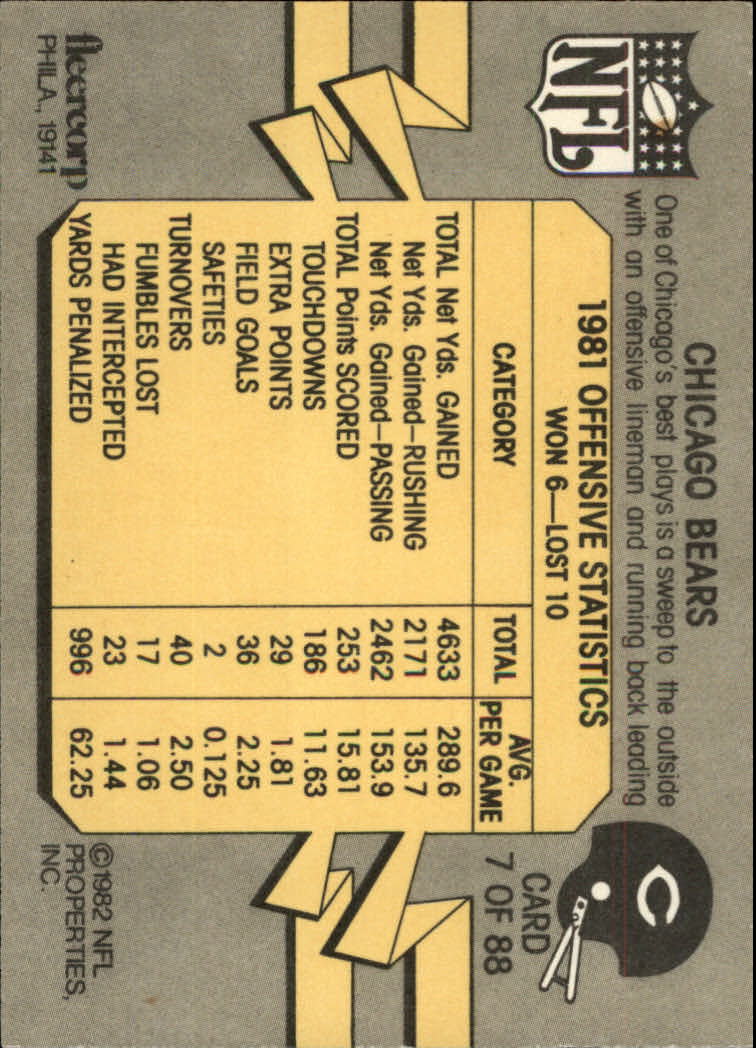 NFL
CHICAGO BEARS
One of Chicago's best plays is a sweep to the outside
with an offensive lineman and running back leading
C
CARD
7 OF 88
1981 OFFENSIVE STATISTICS
WON 6—LOST 10
CATEGORY TOTAL AVG. PER GAME
TOTAL Net Yds. GAINED 4633 289.6
Net Yds. Gained—RUSHING 2171 135.7
Net Yds. Gained—PASSING 2462 153.9
TOTAL Points SCORED 253 15.81
TOUCHDOWNS 186 11.63
EXTRA POINTS 29 1.81
FIELD GOALS 36 2.25
SAFETIES 2 0.125
TURNOVERS 40 2.50
FUMBLES LOST 17 1.06
HAD INTERCEPTED 23 1.44
YARDS PENALIZED 996 62.25
fleercorp
PHILA., 19141
©1982 NFL
PROPERTIES,
INC.